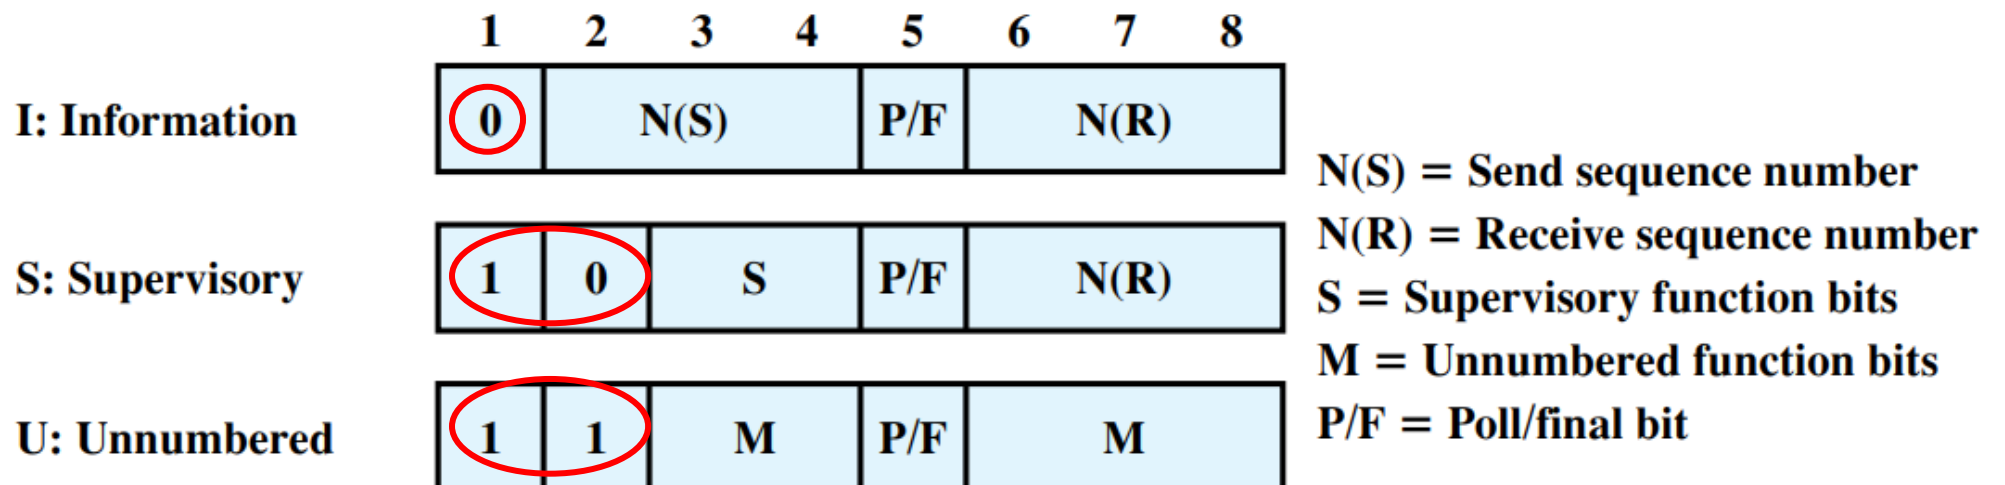 1 2 3 4 5 6 7 8
I: Information 0 N(S) P/F N(R)
S: Supervisory 1 0 S P/F N(R)
U: Unnumbered 1 1 M P/F M
N(S) = Send sequence number
N(R) = Receive sequence number
S = Supervisory function bits
M = Unnumbered function bits
P/F = Poll/final bit